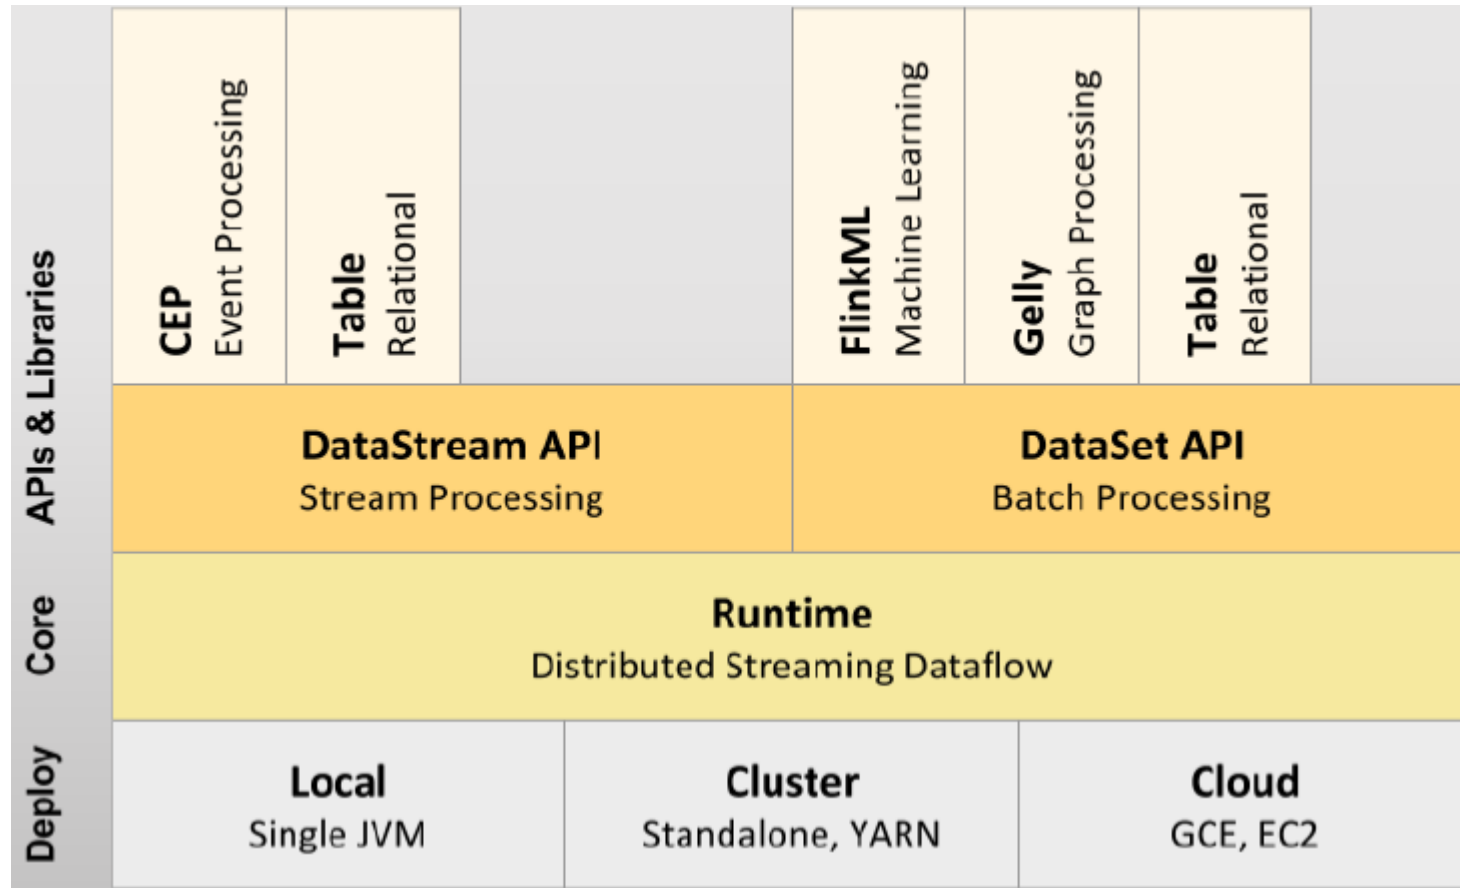 APIs & Libraries
CEP
Event Processing
Table
Relational
FlinkML
Machine Learning
Gelly
Graph Processing
Table
Relational
DataStream API
Stream Processing
DataSet API
Batch Processing
Core
Runtime
Distributed Streaming Dataflow
Deploy
Local
Single JVM
Cluster
Standalone, YARN
Cloud
GCE, EC2